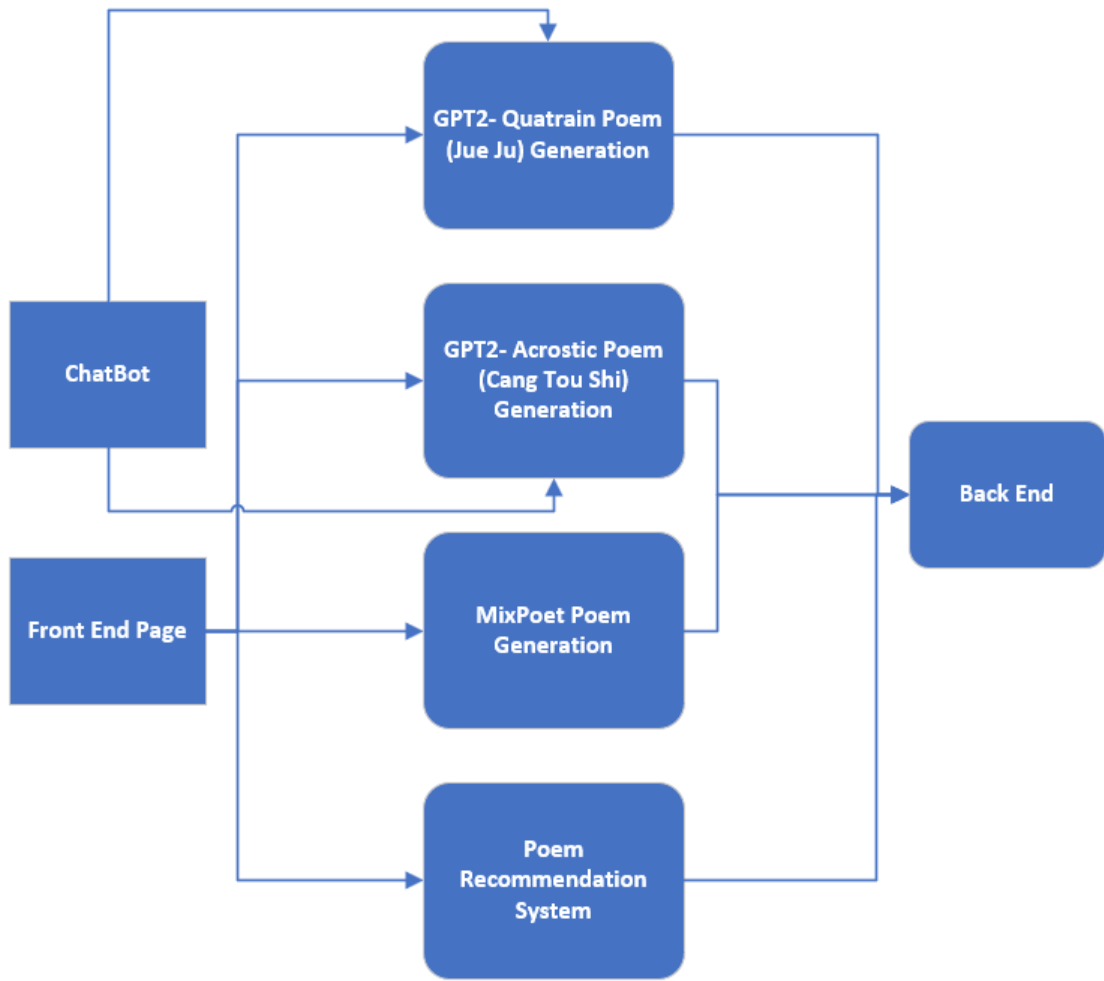 GPT2- Quatrain Poem
(Jue Ju) Generation
ChatBot
GPT2- Acrostic Poem
(Cang Tou Shi)
Generation
Back End
Front End Page
MixPoet Poem
Generation
Poem
Recommendation
System